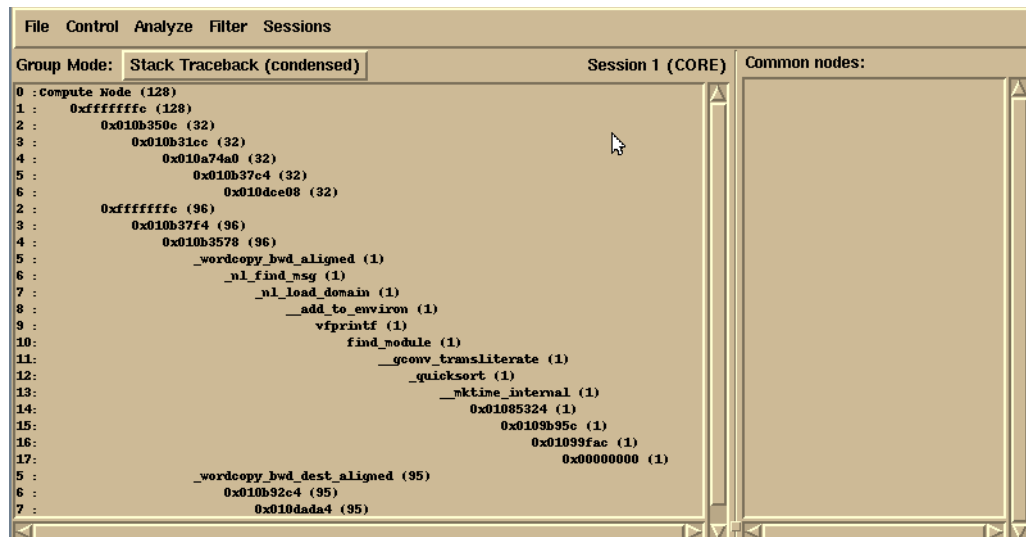 File Control Analyze Filter Sessions
Group Mode: Stack Traceback (condensed) Session 1 (CORE) Common nodes:
0 :Compute Node (128)
1 : 0xfffffffc (128)
2 : 0x010b350c (32)
3 : 0x010b31cc (32)
4 : 0x010a74a0 (32)
5 : 0x010b37c4 (32)
6 : 0x010dce08 (32)
2 : 0xfffffffc (96)
3 : 0x010b37f4 (96)
4 : 0x010b3578 (96)
5 : _wordcopy_bwd_aligned (1)
6 : _nl_find_msg (1)
7 : _nl_load_domain (1)
8 : __add_to_environ (1)
9 : vfprintf (1)
10: find_module (1)
11: __gconv_transliterate (1)
12: _quicksort (1)
13: __mktime_internal (1)
14: 0x01085324 (1)
15: 0x0109b95c (1)
16: 0x01099fac (1)
17: 0x00000000 (1)
5 : _wordcopy_bwd_dest_aligned (95)
6 : 0x010b92c4 (95)
7 : 0x010dada4 (95)